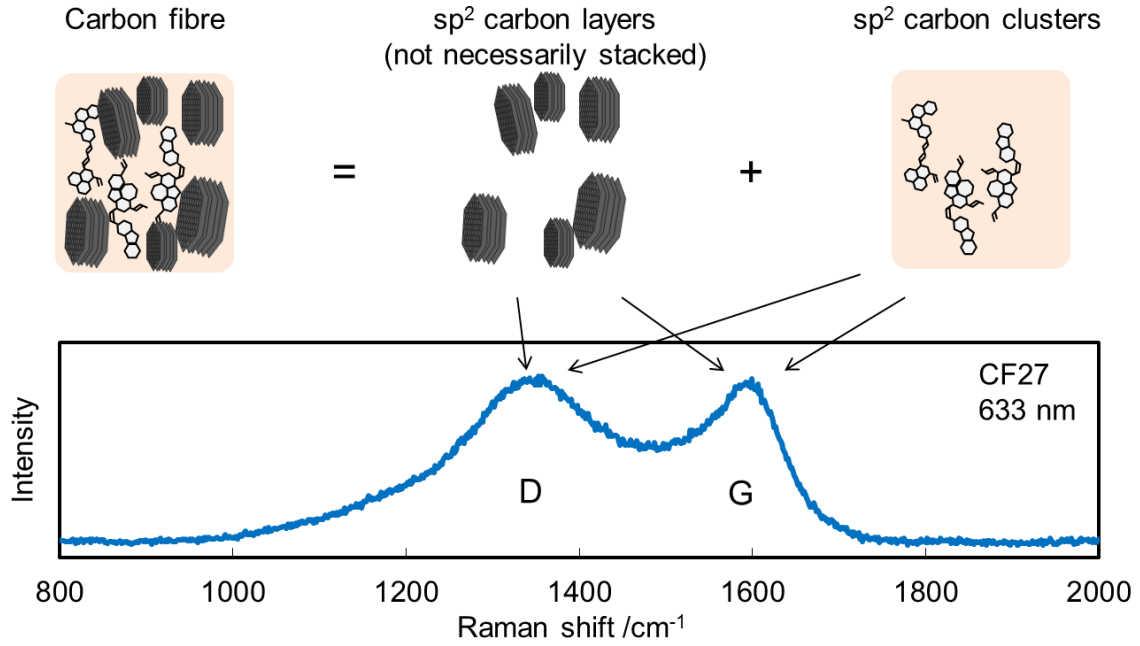 Carbon fibre
sp² carbon layers
(not necessarily stacked)
sp² carbon clusters
=
+
CF27
633 nm
Intensity
D
G
800 1000 1200 1400 1600 1800 2000
Raman shift /cm⁻¹